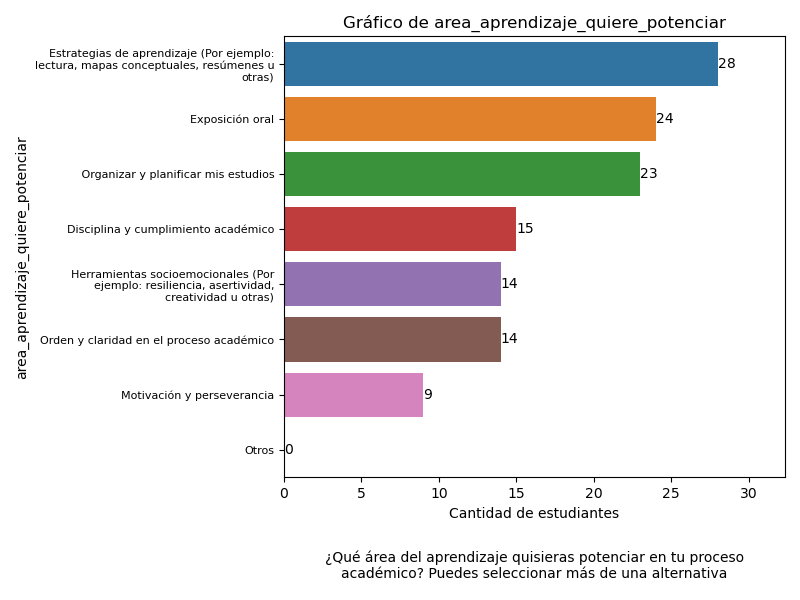 Gráfico de area_aprendizaje_quiere_potenciar
area_aprendizaje_quiere_potenciar
Estrategias de aprendizaje (Por ejemplo:
lectura, mapas conceptuales, resúmenes u
otras)
28
Exposición oral
24
Organizar y planificar mis estudios
23
Disciplina y cumplimiento académico
15
Herramientas socioemocionales (Por
ejemplo: resiliencia, asertividad,
creatividad u otras)
14
Orden y claridad en el proceso académico
14
Motivación y perseverancia
9
Otros
0
0 5 10 15 20 25 30
Cantidad de estudiantes
¿Qué área del aprendizaje quisieras potenciar en tu proceso
académico? Puedes seleccionar más de una alternativa